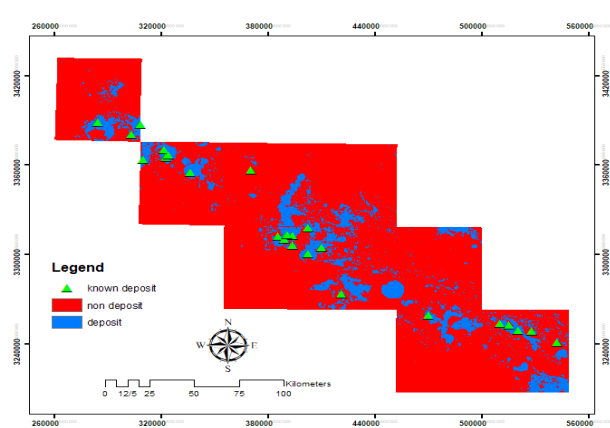 260000 320000 380000 440000 500000 560000
3420000 3420000
3360000 3360000
3300000 3300000
3240000 3240000
Legend
known deposit
non deposit
deposit
N
W E
S
Kilometers
0 12/5 25 50 75 100
260000 320000 380000 440000 500000 560000